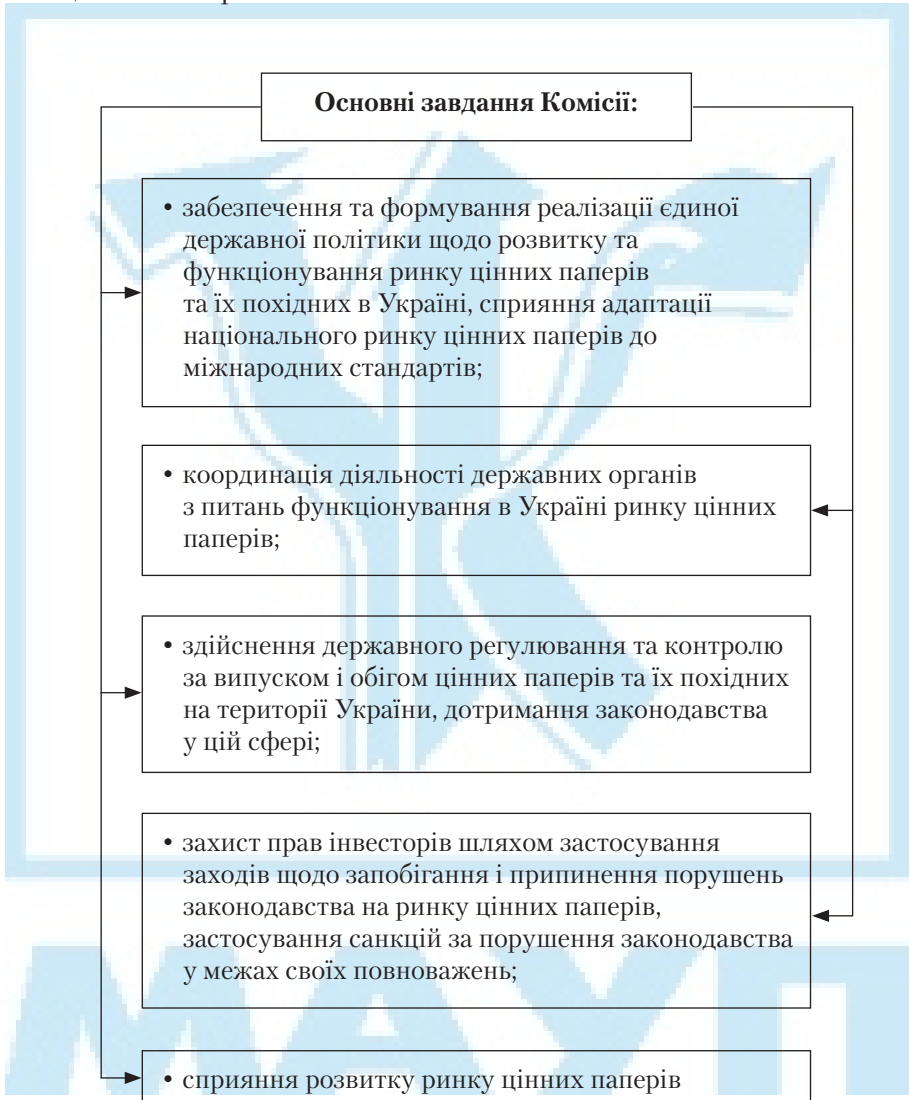 Основні завдання Комісії:
• забезпечення та формування реалізації єдиної
державної політики щодо розвитку та
функціонування ринку цінних паперів
та їх похідних в Україні, сприяння адаптації
національного ринку цінних паперів до
міжнародних стандартів;
• координація діяльності державних органів
з питань функціонування в Україні ринку цінних
паперів;
• здійснення державного регулювання та контролю
за випуском і обігом цінних паперів та їх похідних
на території України, дотримання законодавства
у цій сфері;
• захист прав інвесторів шляхом застосування
заходів щодо запобігання і припинення порушень
законодавства на ринку цінних паперів,
застосування санкцій за порушення законодавства
у межах своїх повноважень;
• сприяння розвитку ринку цінних паперів
МАУП